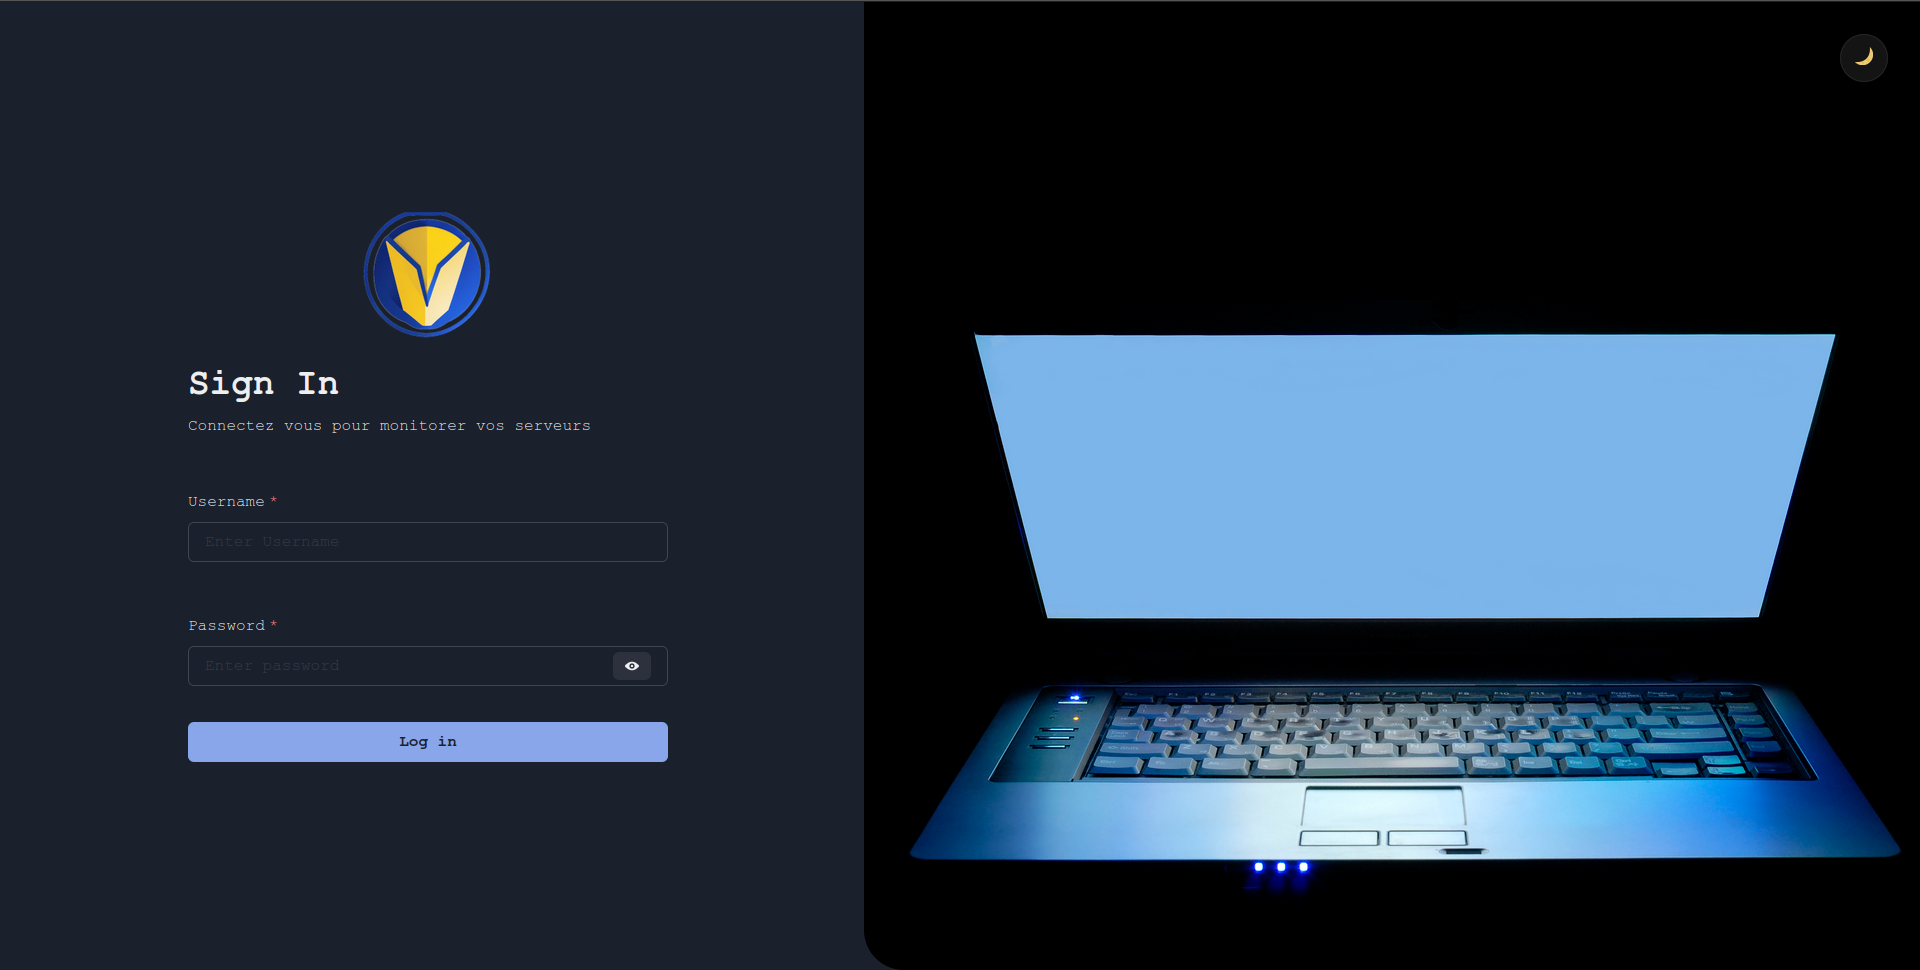 Sign In
Connectez vous pour monitorer vos serveurs
Username *
Enter Username
Password *
Enter password
Log in